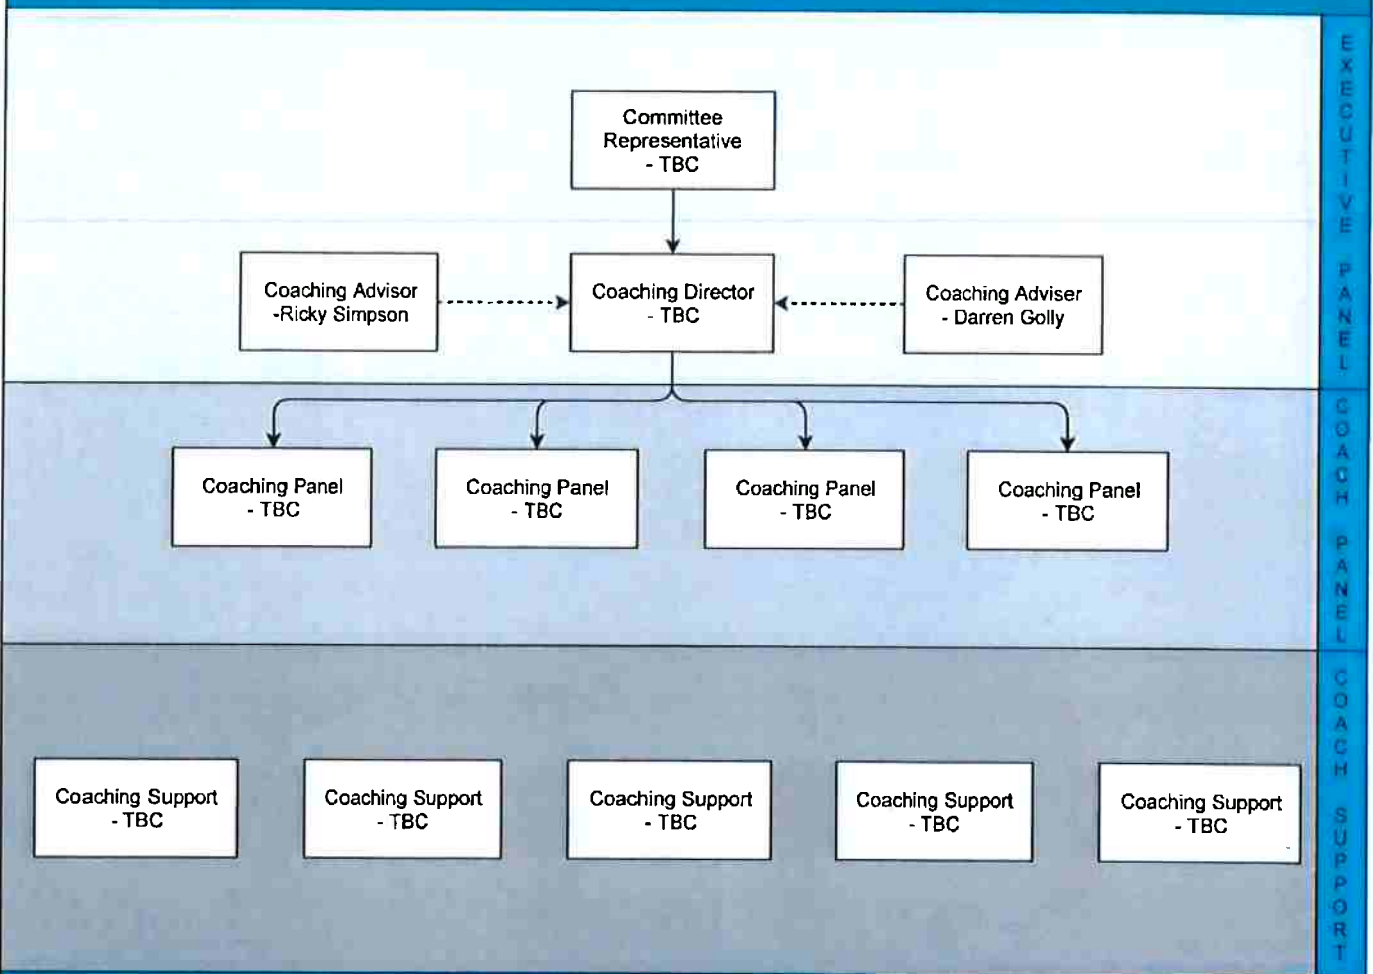 Committee
Representative
- TBC
Coaching Advisor
-Ricky Simpson
Coaching Director
- TBC
Coaching Adviser
- Darren Golly
Coaching Panel
- TBC
Coaching Panel
- TBC
Coaching Panel
- TBC
Coaching Panel
- TBC
Coaching Support
- TBC
Coaching Support
- TBC
Coaching Support
- TBC
Coaching Support
- TBC
Coaching Support
- TBC
EXECUTIVE PANEL
COACH PANEL
COACH SUPPORT